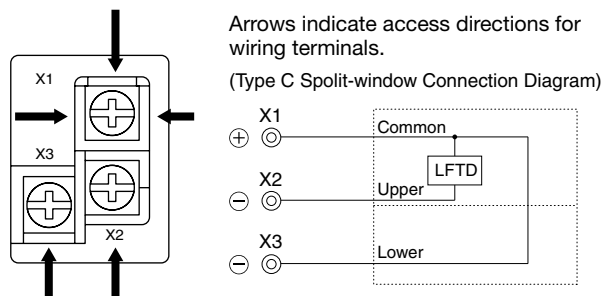 Arrows indicate access directions for
wiring terminals.
(Type C Spolit-window Connection Diagram)
X1
X3
X2
X1
Common
LFTD
X2
Upper
X3
Lower